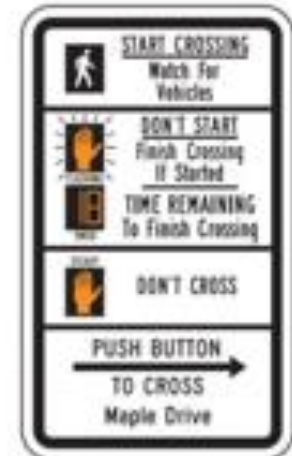 START CROSSING
Watch For
Vehicles
DON'T START
Finish Crossing
If Started
TIME REMAINING
To Finish Crossing
DON'T CROSS
PUSH BUTTON
TO CROSS
Maple Drive